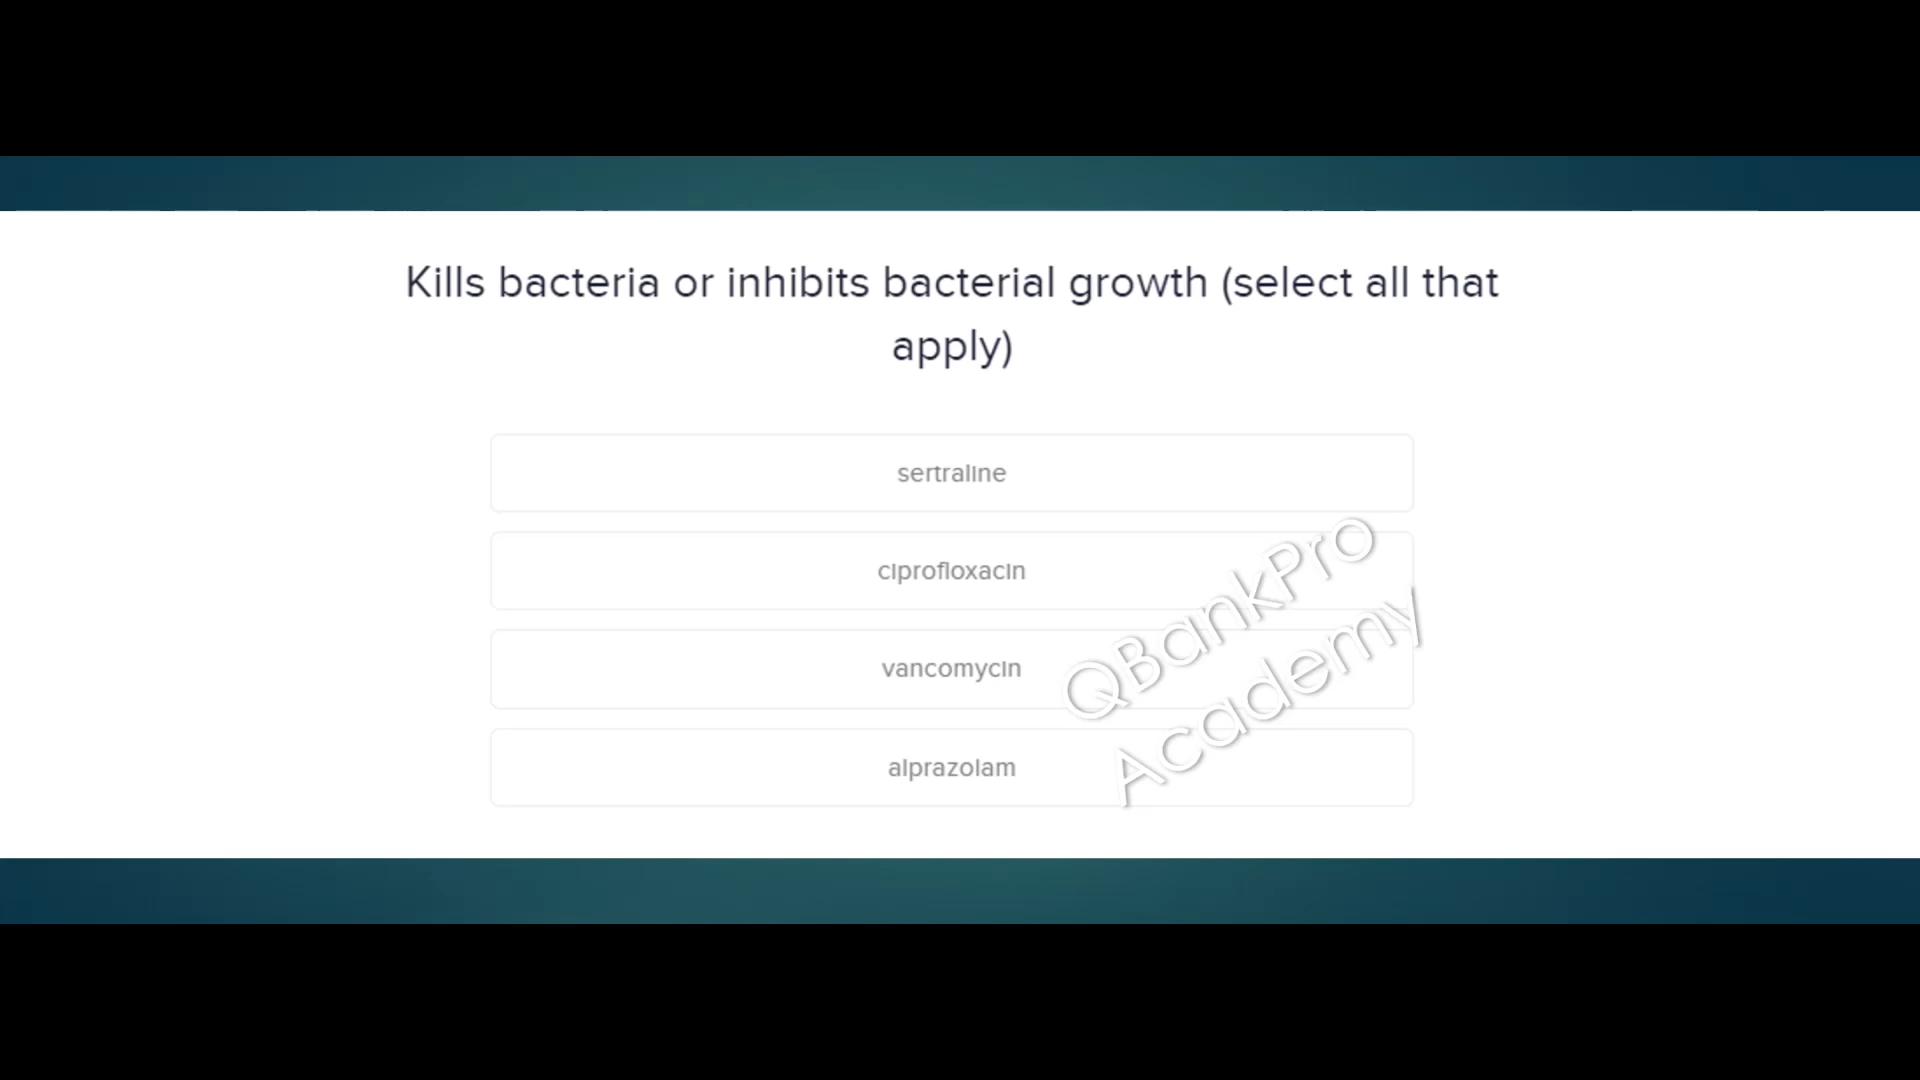 Kills bacteria or inhibits bacterial growth (select all that
apply)
sertraline
ciprofloxacin
vancomycin
alprazolam
QBankPro
Academy